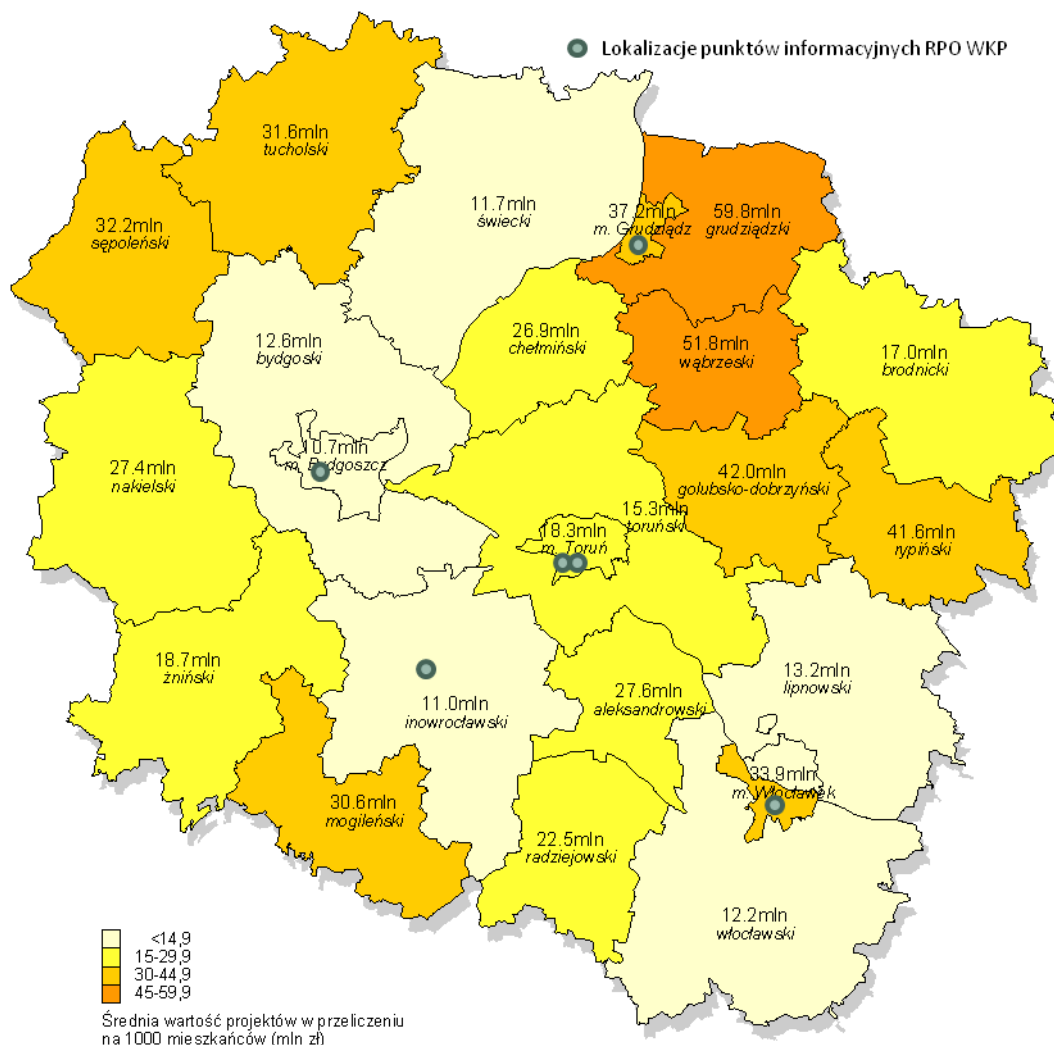 Lokalizacje punktów informacyjnych RPO WKP
31.6mln
tucholski
11.7mln
świecki
32.2mln
sępoleński
37.2mln
m. Grudziądz
59.8mln
grudziądzki
12.6mln
bydgoski
26.9mln
chełmiński
51.8mln
wąbrzeski
17.0mln
brodnicki
10.7mln
m. Bydgoszcz
27.4mln
nakielski
42.0mln
golubsko-dobrzyński
15.3mln
toruński
18.3mln
m. Toruń
41.6mln
rypiński
18.7mln
żniński
11.0mln
inowrocławski
27.6mln
aleksandrowski
13.2mln
lipnowski
33.9mln
m. Włocławek
30.6mln
mogileński
22.5mln
radziejowski
12.2mln
włocławski
<14,9
15-29,9
30-44,9
45-59,9
Średnia wartość projektów w przeliczeniu
na 1000 mieszkańców (mln zł)